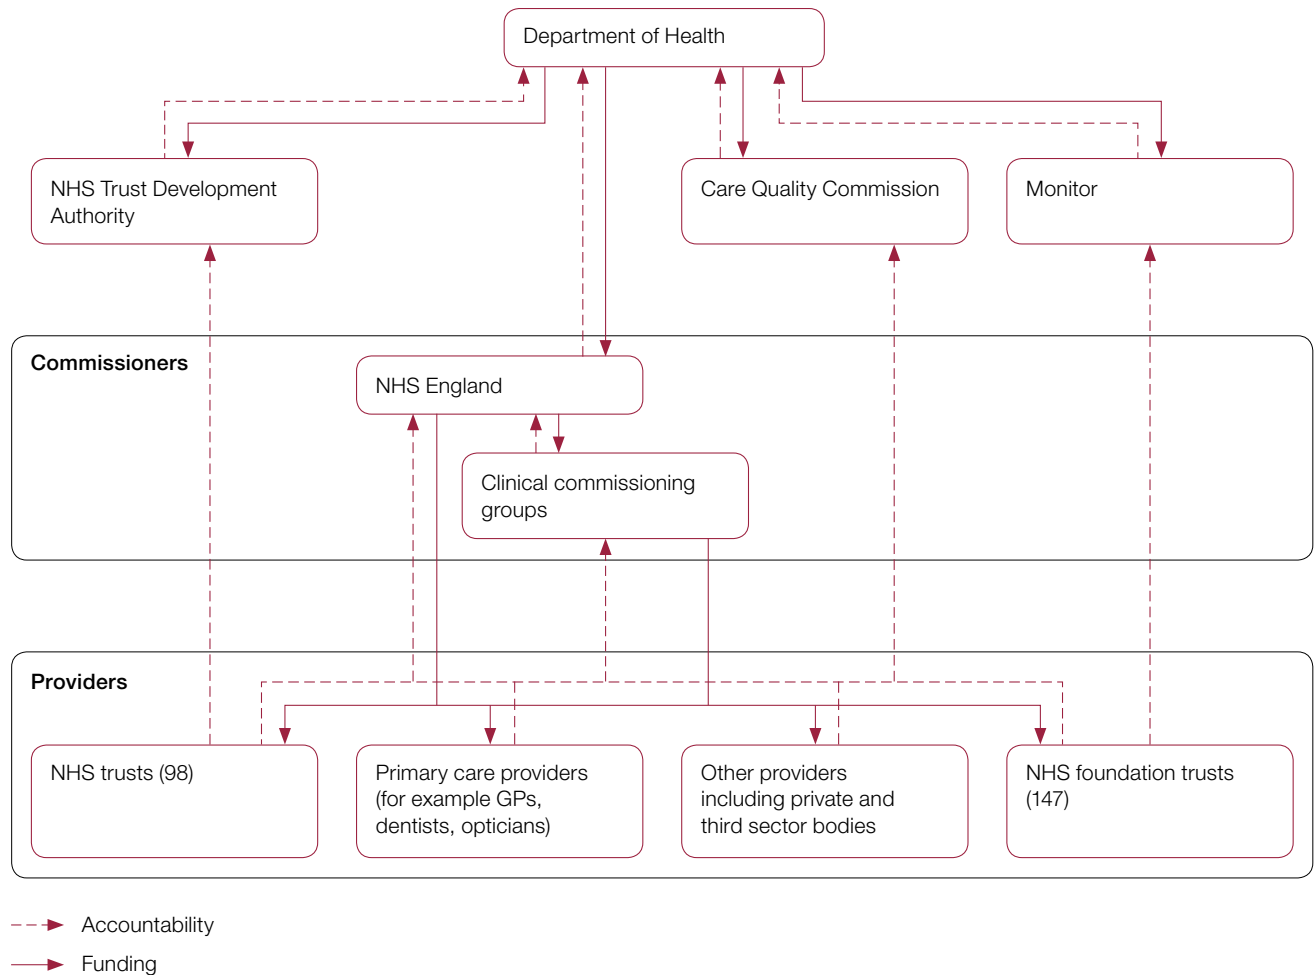 Department of Health
NHS Trust Development
Authority
Care Quality Commission
Monitor
Commissioners
NHS England
Clinical commissioning
groups
Providers
NHS trusts (98)
Primary care providers
(for example GPs,
dentists, opticians)
Other providers
including private and
third sector bodies
NHS foundation trusts
(147)
Accountability
Funding